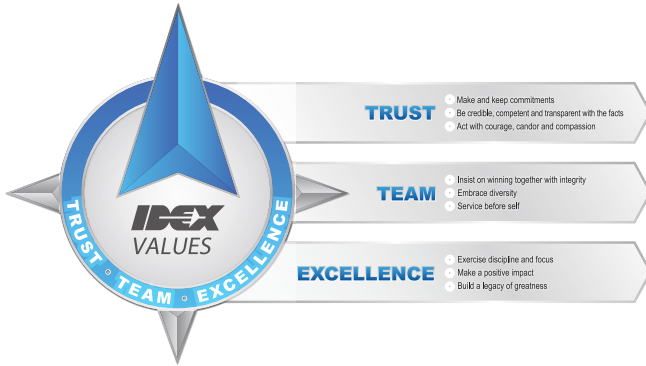 IDEX
VALUES
TRUST • TEAM • EXCELLENCE
TRUST
Make and keep commitments
Be credible, competent and transparent with the facts
Act with courage, candor and compassion
TEAM
Insist on winning together with integrity
Embrace diversity
Service before self
EXCELLENCE
Exercise discipline and focus
Make a positive impact
Build a legacy of greatness